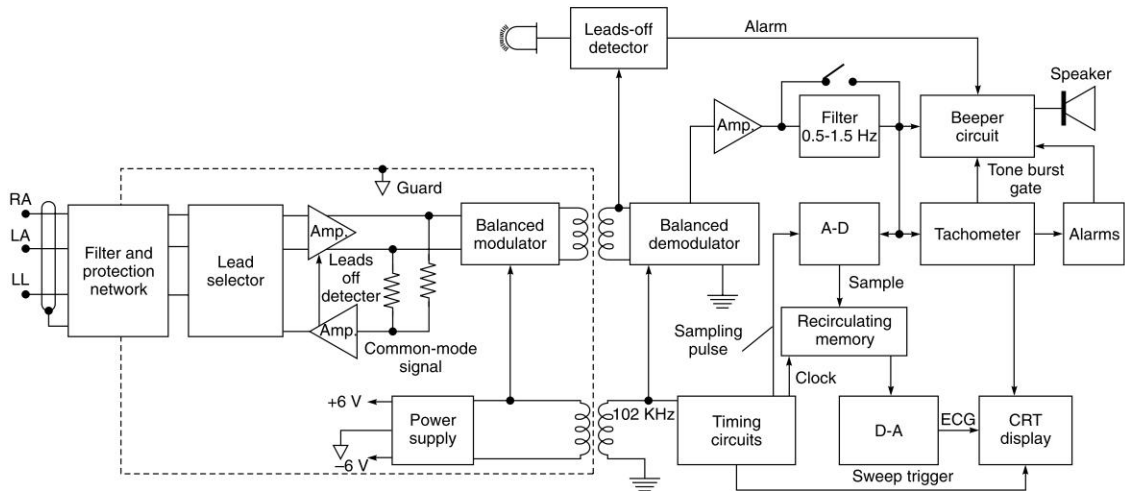 Leads-off
detector
Alarm
Speaker
Amp.
Filter
0.5-1.5 Hz
Beeper
circuit
Tone burst
gate
Guard
RA
LA
LL
Filter and
protection
network
Lead
selector
Amp.
Leads
off
detecter
Amp.
Common-mode
signal
Balanced
modulator
Balanced
demodulator
A-D
Tachometer
Alarms
Sample
Sampling
pulse
Recirculating
memory
Clock
+6 V
–6 V
Power
supply
102 KHz
Timing
circuits
D-A
ECG
CRT
display
Sweep trigger